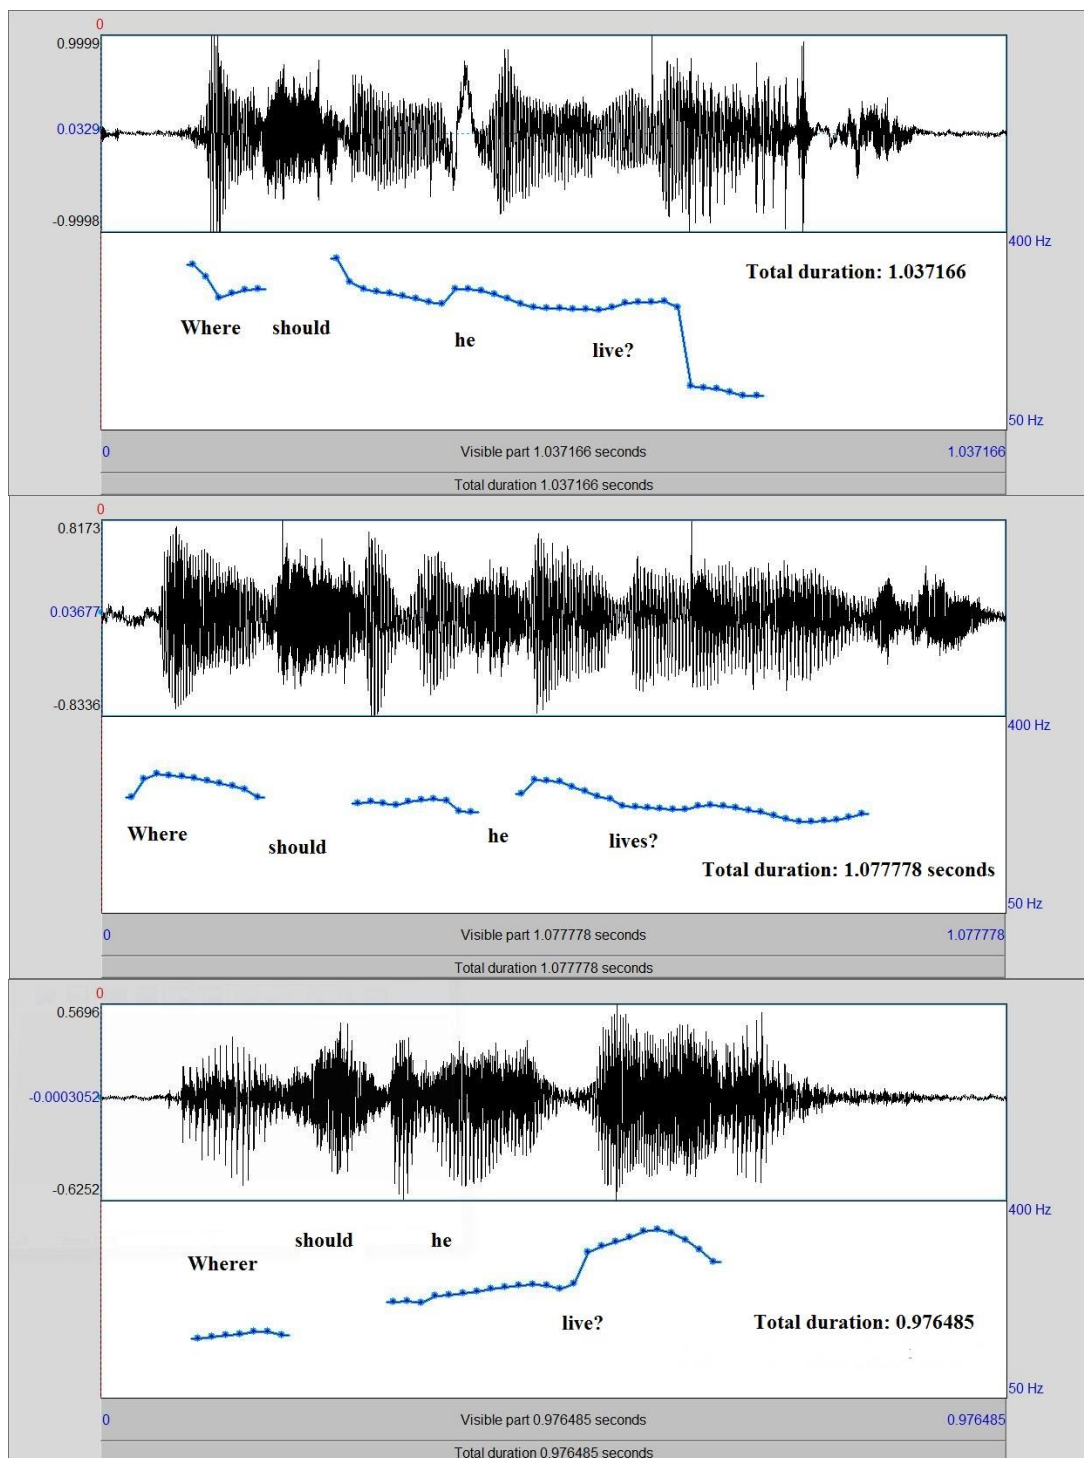 0
0.9999
0.0329
-0.9998
400 Hz
Total duration: 1.037166
Where should
he
live?
50 Hz
0 Visible part 1.037166 seconds 1.037166
Total duration 1.037166 seconds
0
0.8173
0.03677
-0.8336
400 Hz
Where
should
he
lives?
Total duration: 1.077778 seconds
50 Hz
0 Visible part 1.077778 seconds 1.077778
Total duration 1.077778 seconds
0
0.5696
-0.0003052
-0.6252
400 Hz
should he
Wherer
live?
Total duration: 0.976485
50 Hz
0 Visible part 0.976485 seconds 0.976485
Total duration 0.976485 seconds